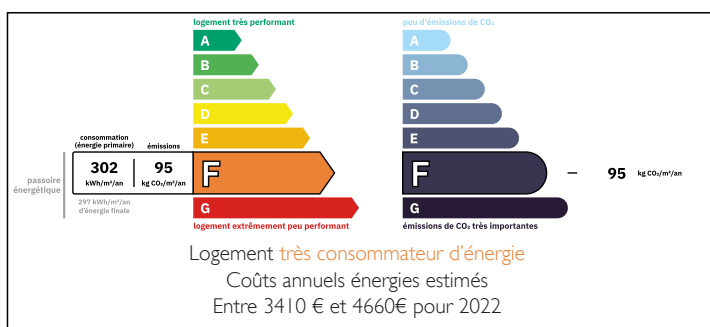 logement très performant
A
B
C
D
E
consommation
(énergie primaire)
émissions
passoire
énergétique
302
kWh/m²/an
95
kg CO₂/m²/an
F
297 kWh/m²/an
d'énergie finale
G
logement extrêmement peu performant
peu d'émissions de CO₂
A
B
C
D
E
F
95 kg CO₂/m²/an
G
émissions de CO₂ très importantes
Logement très consommateur d'énergie
Coûts annuels énergies estimés
Entre 3410 € et 4660€ pour 2022